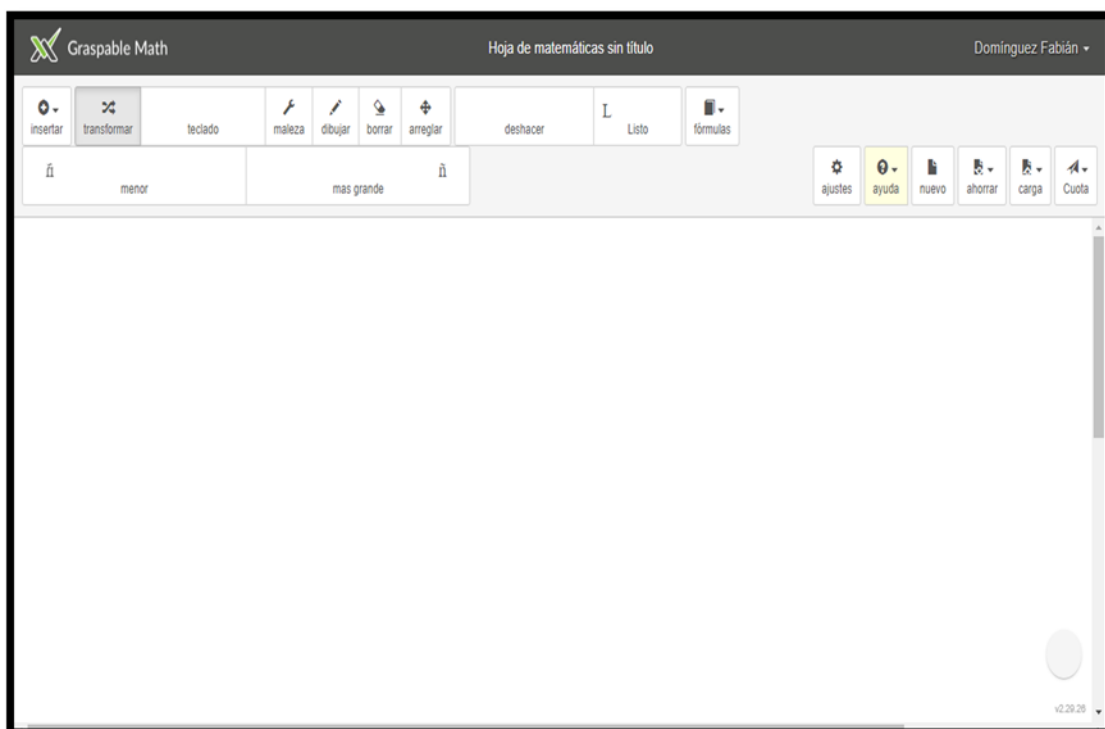 Graspable Math Hoja de matemáticas sin título Domínguez Fabián
insertar transformar teclado maleza dibujar borrar arreglar deshacer L Listo fórmulas
menor mas grande ñ
ajustes ayuda nuevo ahorrar carga Cuota
v2.29.26